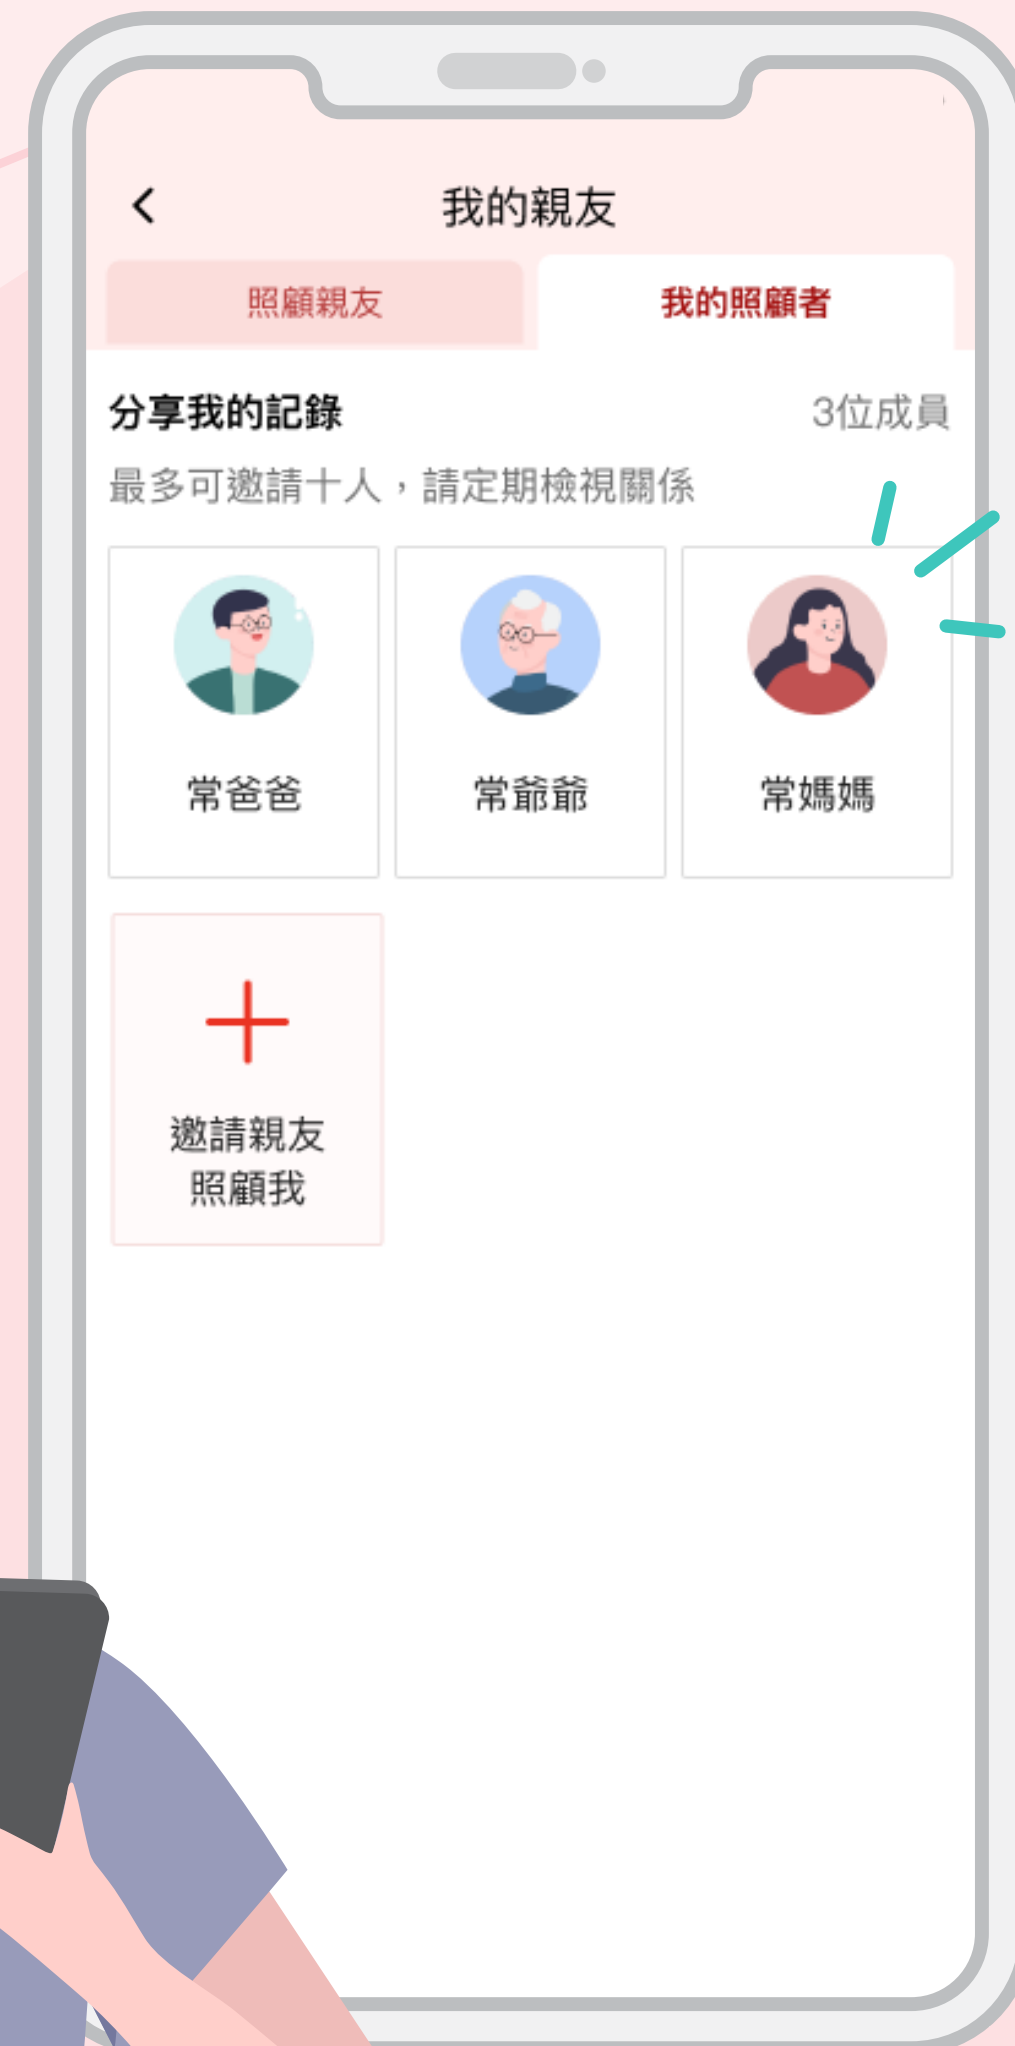 我的親友
照顧親友
我的照顧者
分享我的記錄
3位成員
最多可邀請十人，請定期檢視關係
常爸爸
常爺爺
常媽媽
邀請親友
照顧我